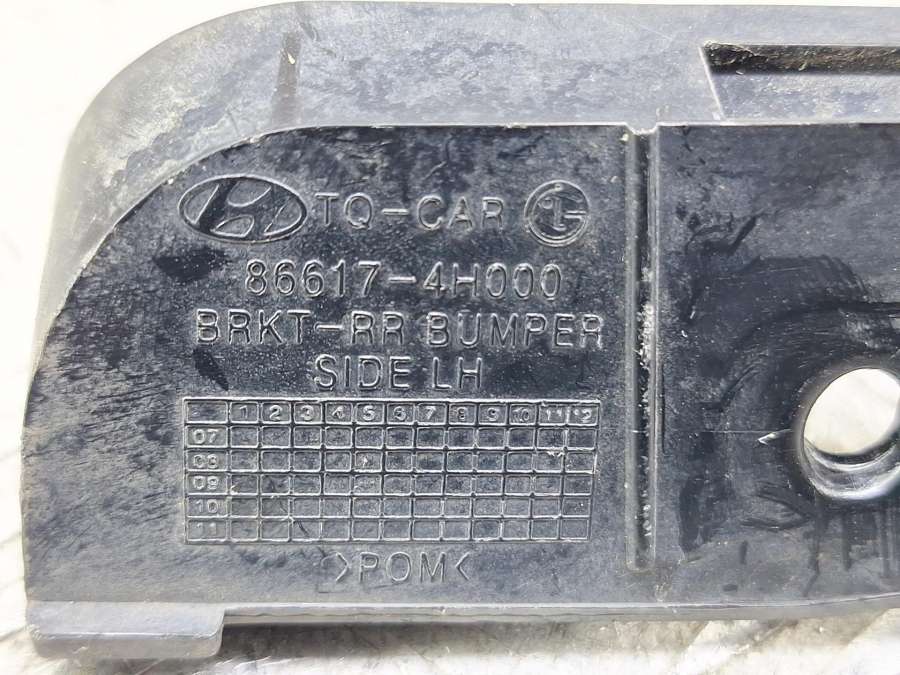 TQ-CAR
86617-4H000
BRKT-RR BUMPER
SIDE LH
1 2 3 4 5 6 7 8 9 10 11 12
07
08
09
10
11
>POM<